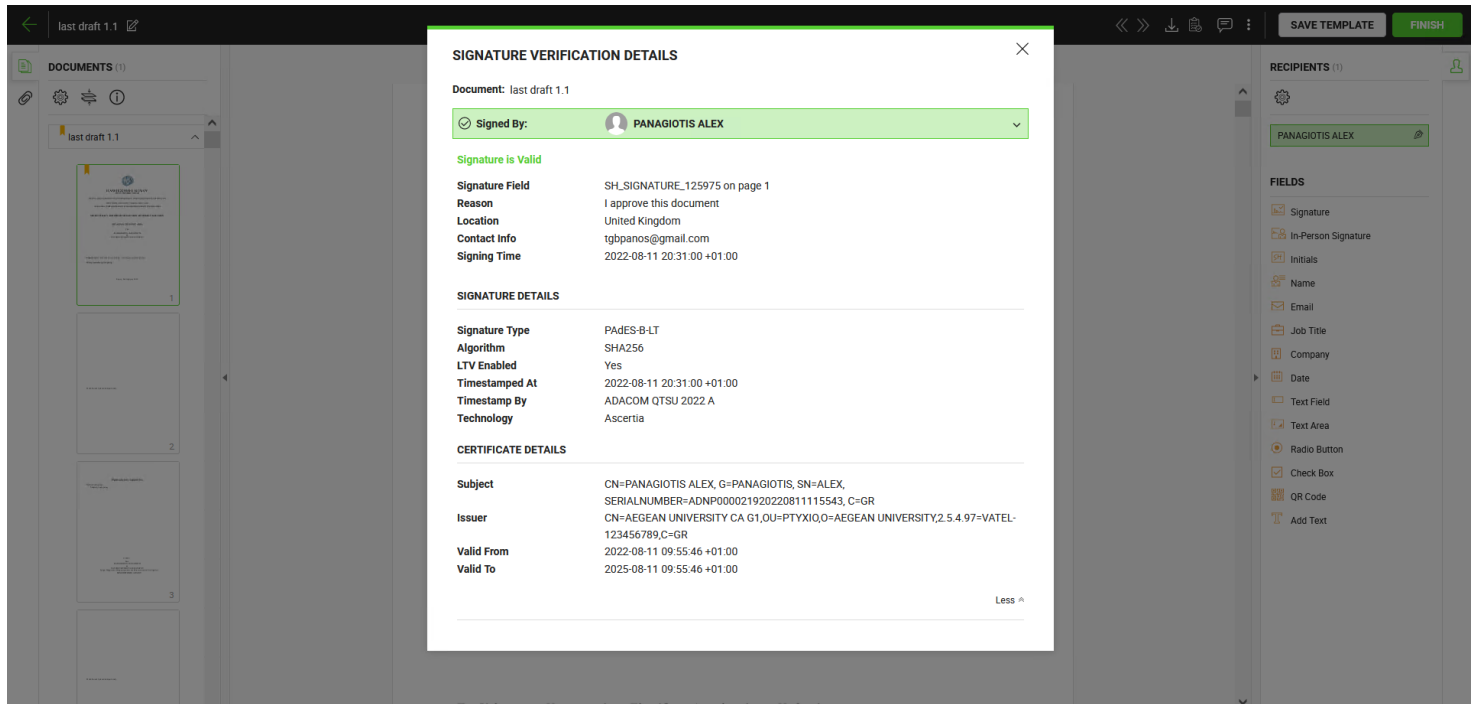 last draft 1.1
SAVE TEMPLATE
FINISH
DOCUMENTS (1)
last draft 1.1
1
2
3
SIGNATURE VERIFICATION DETAILS
Document: last draft 1.1
Signed By: PANAGIOTIS ALEX
Signature is Valid
Signature Field SH_SIGNATURE_125975 on page 1
Reason I approve this document
Location United Kingdom
Contact Info tgbpanos@gmail.com
Signing Time 2022-08-11 20:31:00 +01:00
SIGNATURE DETAILS
Signature Type PAdES-B-LT
Algorithm SHA256
LTV Enabled Yes
Timestamped At 2022-08-11 20:31:00 +01:00
Timestamp By ADACOM QTSU 2022 A
Technology Ascertia
CERTIFICATE DETAILS
Subject CN=PANAGIOTIS ALEX, G=PANAGIOTIS, SN=ALEX,
SERIALNUMBER=ADNP000021920220811115543, C=GR
Issuer CN=AEGEAN UNIVERSITY CA G1,OU=PTYXIO,O=AEGEAN UNIVERSITY,2.5.4.97=VATEL-
123456789,C=GR
Valid From 2022-08-11 09:55:46 +01:00
Valid To 2025-08-11 09:55:46 +01:00
Less
RECIPIENTS (1)
PANAGIOTIS ALEX
FIELDS
Signature
In-Person Signature
Initials
Name
Email
Job Title
Company
Date
Text Field
Text Area
Radio Button
Check Box
QR Code
Add Text